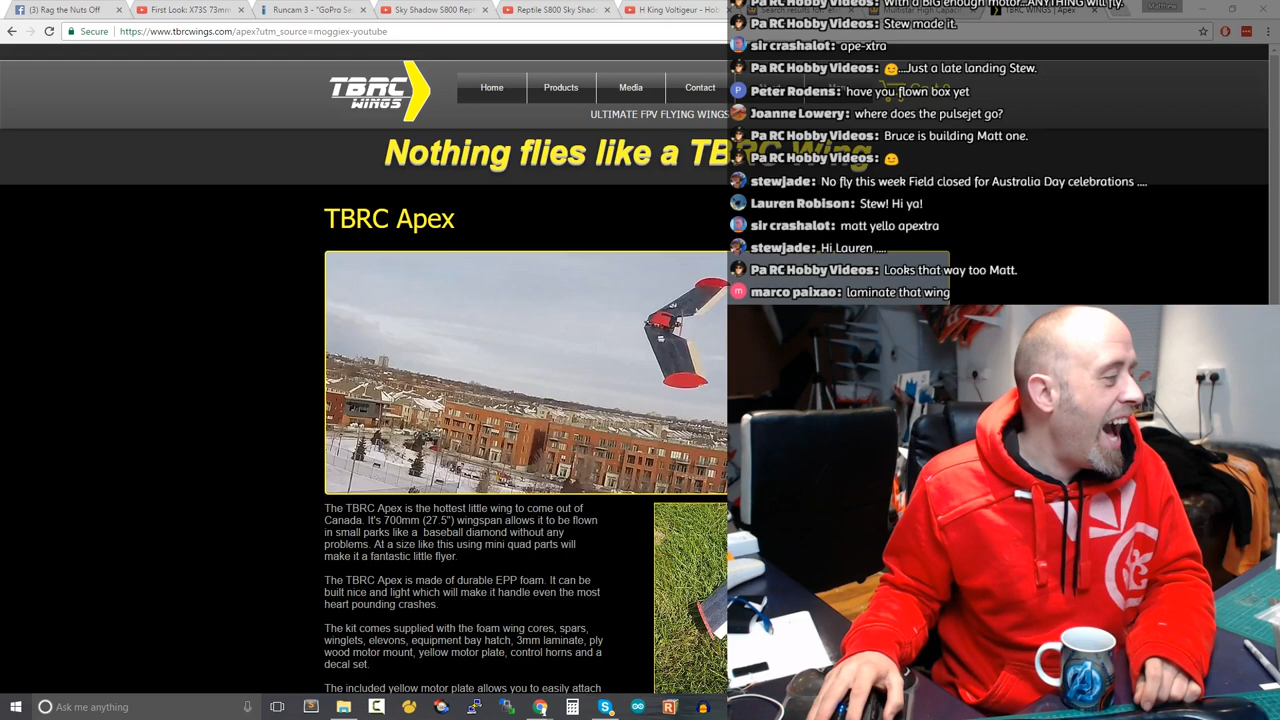 (3) Rag the Nuts Off
First Look: X73S 73mm
Runcam 3 - "GoPro Se
Sky Shadow S800 Rep
Reptile S800 Sky Shado
H King Voltigeur - Hob
TBRC WINGS | Apex
Secure
https://www.tbrcwings.com/apex?utm_source=moggiex-youtube
TBRC
WINGS
Home
Products
Media
Contact
ULTIMATE FPV FLYING WINGS
Nothing flies like a TBRC Wing
TBRC Apex
The TBRC Apex is the hottest little wing to come out of
Canada. It's 700mm (27.5") wingspan allows it to be flown
in small parks like a baseball diamond without any
problems. At a size like this using mini quad parts will
make it a fantastic little flyer.
The TBRC Apex is made of durable EPP foam. It can be
built nice and light which will make it handle even the most
heart pounding crashes.
The kit comes supplied with the foam wing cores, spars,
winglets, elevons, equipment bay hatch, 3mm laminate, ply
wood motor mount, yellow motor plate, control horns and a
decal set.
The included yellow motor plate allows you to easily attach
Pa RC Hobby Videos: With a BIG enough motor...ANYTHING will fly.
Pa RC Hobby Videos: Stew made it.
sir crashalot: ape-xtra
Pa RC Hobby Videos: 😉...Just a late landing Stew.
Peter Rodens: have you flown box yet
Joanne Lowery: where does the pulsejet go?
Pa RC Hobby Videos: Bruce is building Matt one.
Pa RC Hobby Videos: 😉
stewjade: No fly this week Field closed for Australia Day celebrations ....
Lauren Robison: Stew! Hi ya!
sir crashalot: matt yello apextra
stewjade: Hi Lauren ....
Pa RC Hobby Videos: Looks that way too Matt.
marco paixao: laminate that wing
Ask me anything